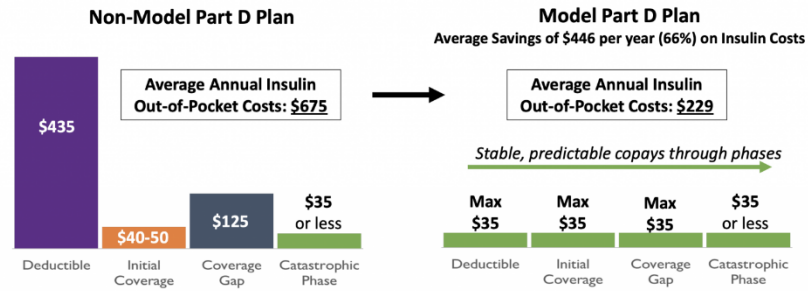 Non-Model Part D Plan
Average Annual Insulin
Out-of-Pocket Costs: $675
$435
$40-50
$125
$35
or less
Deductible
Initial
Coverage
Coverage
Gap
Catastrophic
Phase
Model Part D Plan
Average Savings of $446 per year (66%) on Insulin Costs
Average Annual Insulin
Out-of-Pocket Costs: $229
Stable, predictable copays through phases
Max
$35
Max
$35
Max
$35
$35
or less
Deductible
Initial
Coverage
Coverage
Gap
Catastrophic
Phase